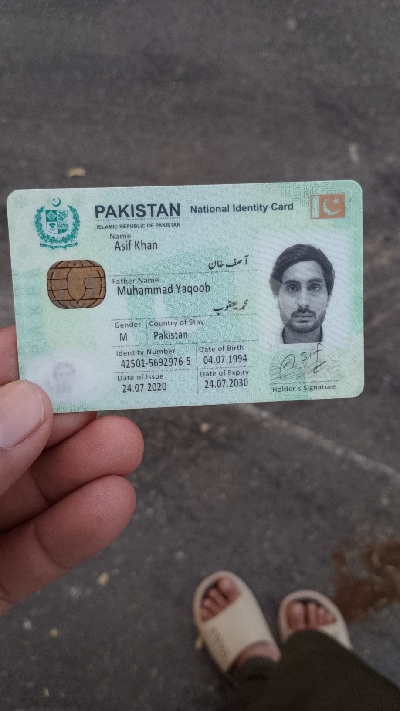 PAKISTAN National Identity Card
ISLAMIC REPUBLIC OF PAKISTAN
Name
Asif Khan
آصف خان
Father Name
Muhammad Yaqoob
محمد یعقوب
Gender Country of Stay
M Pakistan
Identity Number Date of Birth
42501-5692976 5 04.07.1994
Date of Issue Date of Expiry
24.07.2020 24.07.2030
Asif
Holder's Signature